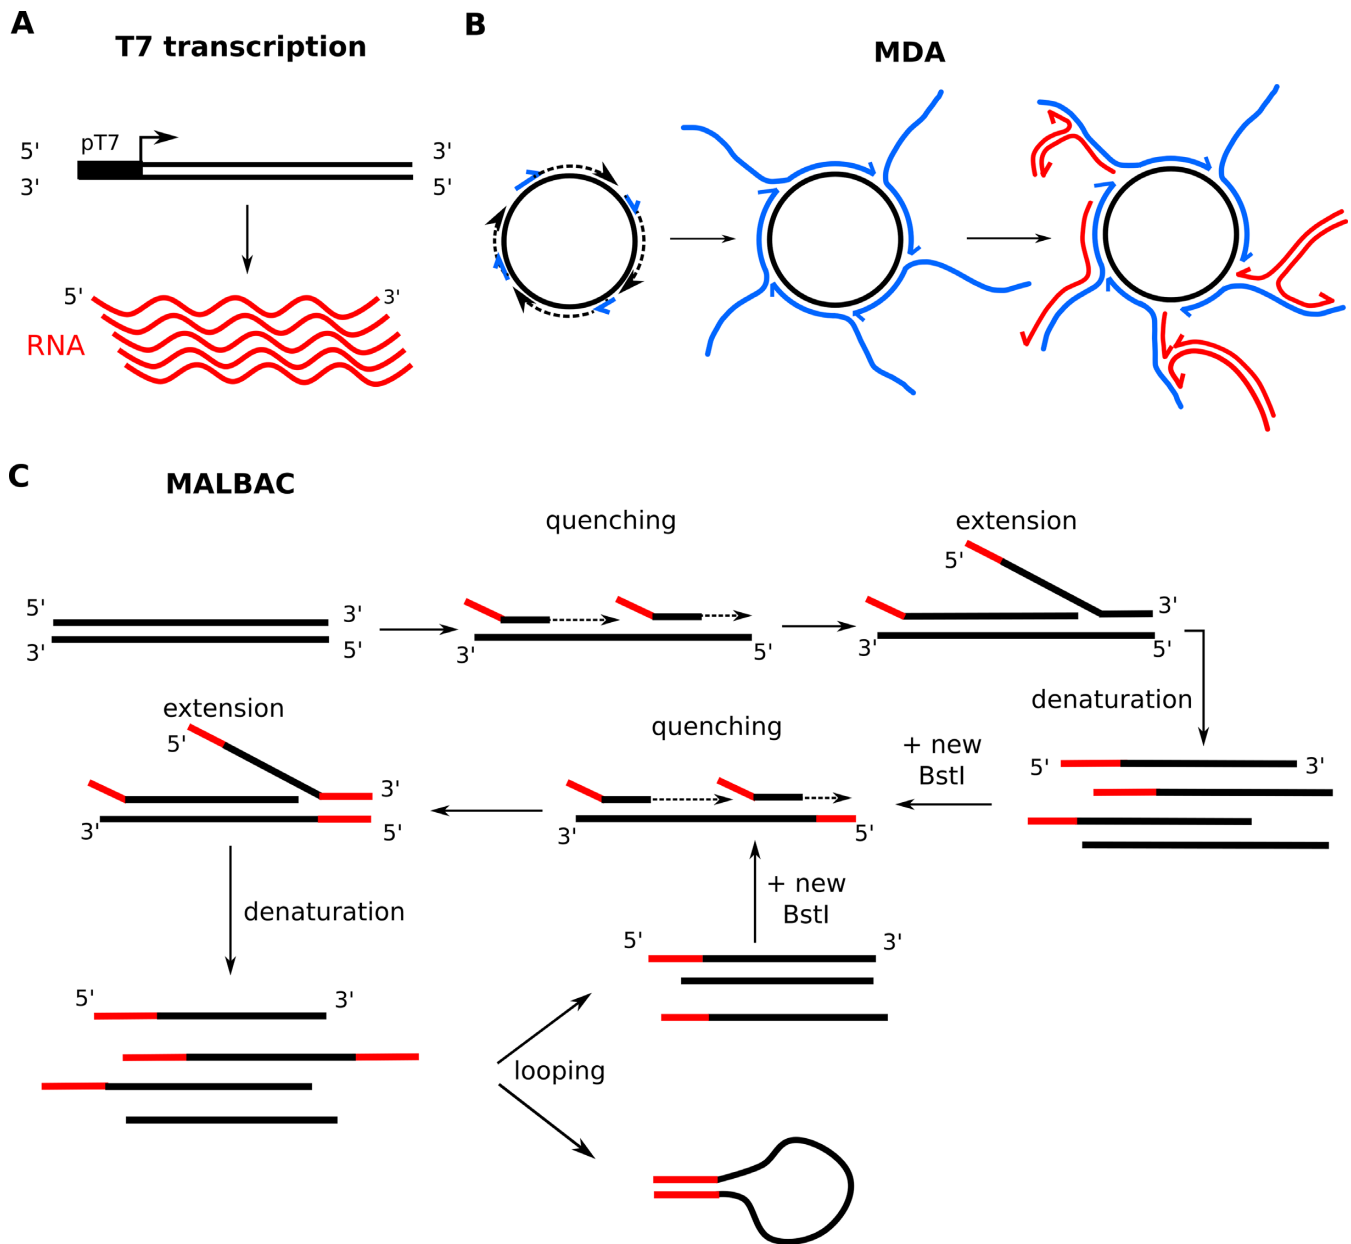 A
T7 transcription
5'
pT7
3'
3'
5'
5'
3'
RNA
B
MDA
C
MALBAC
quenching
extension
5'
5'
3'
3'
5'
3'
5'
3'
3'
5'
denaturation
extension
5'
quenching
+ new
BstI
5'
3'
3'
3'
5'
3'
5'
denaturation
+ new
BstI
5'
3'
5'
3'
looping